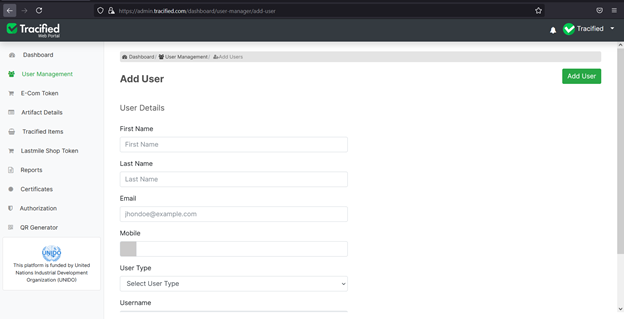 https://admin.tracified.com/dashboard/user-manager/add-user
Tracified
Web Portal
Tracified
Dashboard
User Management
E-Com Token
Artifact Details
Tracified Items
Lastmile Shop Token
Reports
Certificates
Authorization
QR Generator
UNIDO
This platform is funded by United
Nations Industrial Development
Organization (UNIDO)
Dashboard/ User Management/ Add Users
Add User
Add User
User Details
First Name
First Name
Last Name
Last Name
Email
jhondoe@example.com
Mobile
User Type
Select User Type
Username